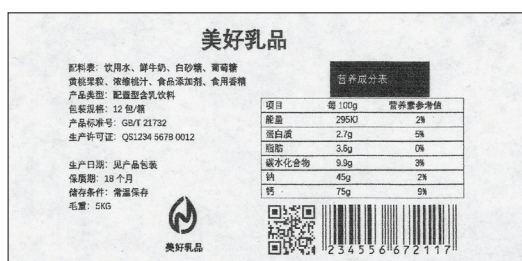 美好乳品
配料表：饮用水、鲜牛奶、白砂糖、葡萄糖
黄桃果粒、浓缩桃汁、食品添加剂、食用香精
产品类型：配置型含乳饮料
包装规格：12包/箱
产品标准号：GB/T 21732
生产许可证：QS1234 5678 0012
生产日期：见产品包装
保质期：18个月
储存条件：常温保存
毛重：5KG
美好乳品
营养成分表
项目 每100g 营养素参考值
能量 295KJ 2%
蛋白质 2.7g 5%
脂肪 3.6g 0%
碳水化合物 9.9g 3%
钠 45g 2%
钙 75g 9%
234556672117